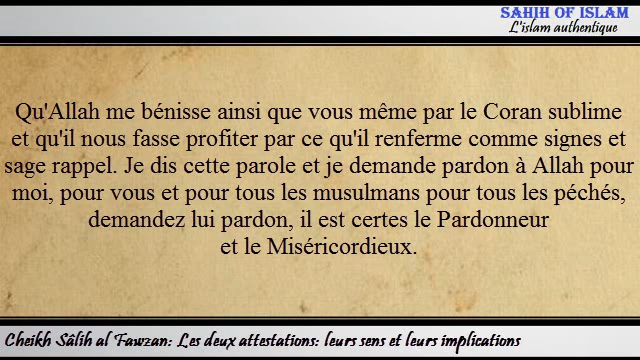 SAHIH OF ISLAM
L'islam authentique
Qu'Allah me bénisse ainsi que vous même par le Coran sublime
et qu'il nous fasse profiter par ce qu'il renferme comme signes et
sage rappel. Je dis cette parole et je demande pardon à Allah pour
moi, pour vous et pour tous les musulmans pour tous les péchés,
demandez lui pardon, il est certes le Pardonneur
et le Miséricordieux.
Cheikh Sâlih al Fawzan: Les deux attestations: leurs sens et leurs implications